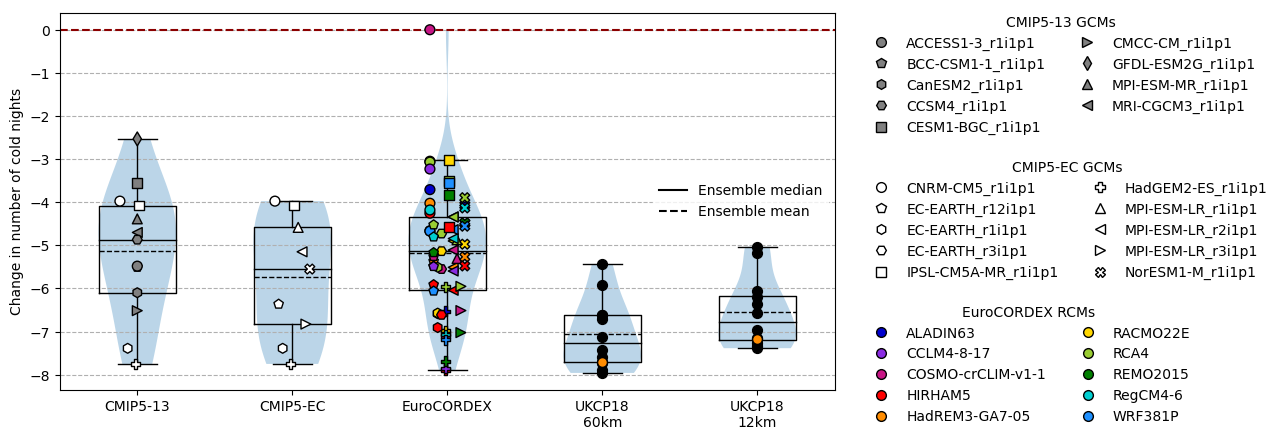 Change in number of cold nights
0
−1
−2
−3
−4
−5
−6
−7
−8
CMIP5-13
CMIP5-EC
EuroCORDEX
UKCP18
60km
UKCP18
12km
Ensemble median
Ensemble mean
CMIP5-13 GCMs
ACCESS1-3_r1i1p1
BCC-CSM1-1_r1i1p1
CanESM2_r1i1p1
CCSM4_r1i1p1
CESM1-BGC_r1i1p1
CMCC-CM_r1i1p1
GFDL-ESM2G_r1i1p1
MPI-ESM-MR_r1i1p1
MRI-CGCM3_r1i1p1
CMIP5-EC GCMs
CNRM-CM5_r1i1p1
EC-EARTH_r12i1p1
EC-EARTH_r1i1p1
EC-EARTH_r3i1p1
IPSL-CM5A-MR_r1i1p1
HadGEM2-ES_r1i1p1
MPI-ESM-LR_r1i1p1
MPI-ESM-LR_r2i1p1
MPI-ESM-LR_r3i1p1
NorESM1-M_r1i1p1
EuroCORDEX RCMs
ALADIN63
CCLM4-8-17
COSMO-crCLIM-v1-1
HIRHAM5
HadREM3-GA7-05
RACMO22E
RCA4
REMO2015
RegCM4-6
WRF381P